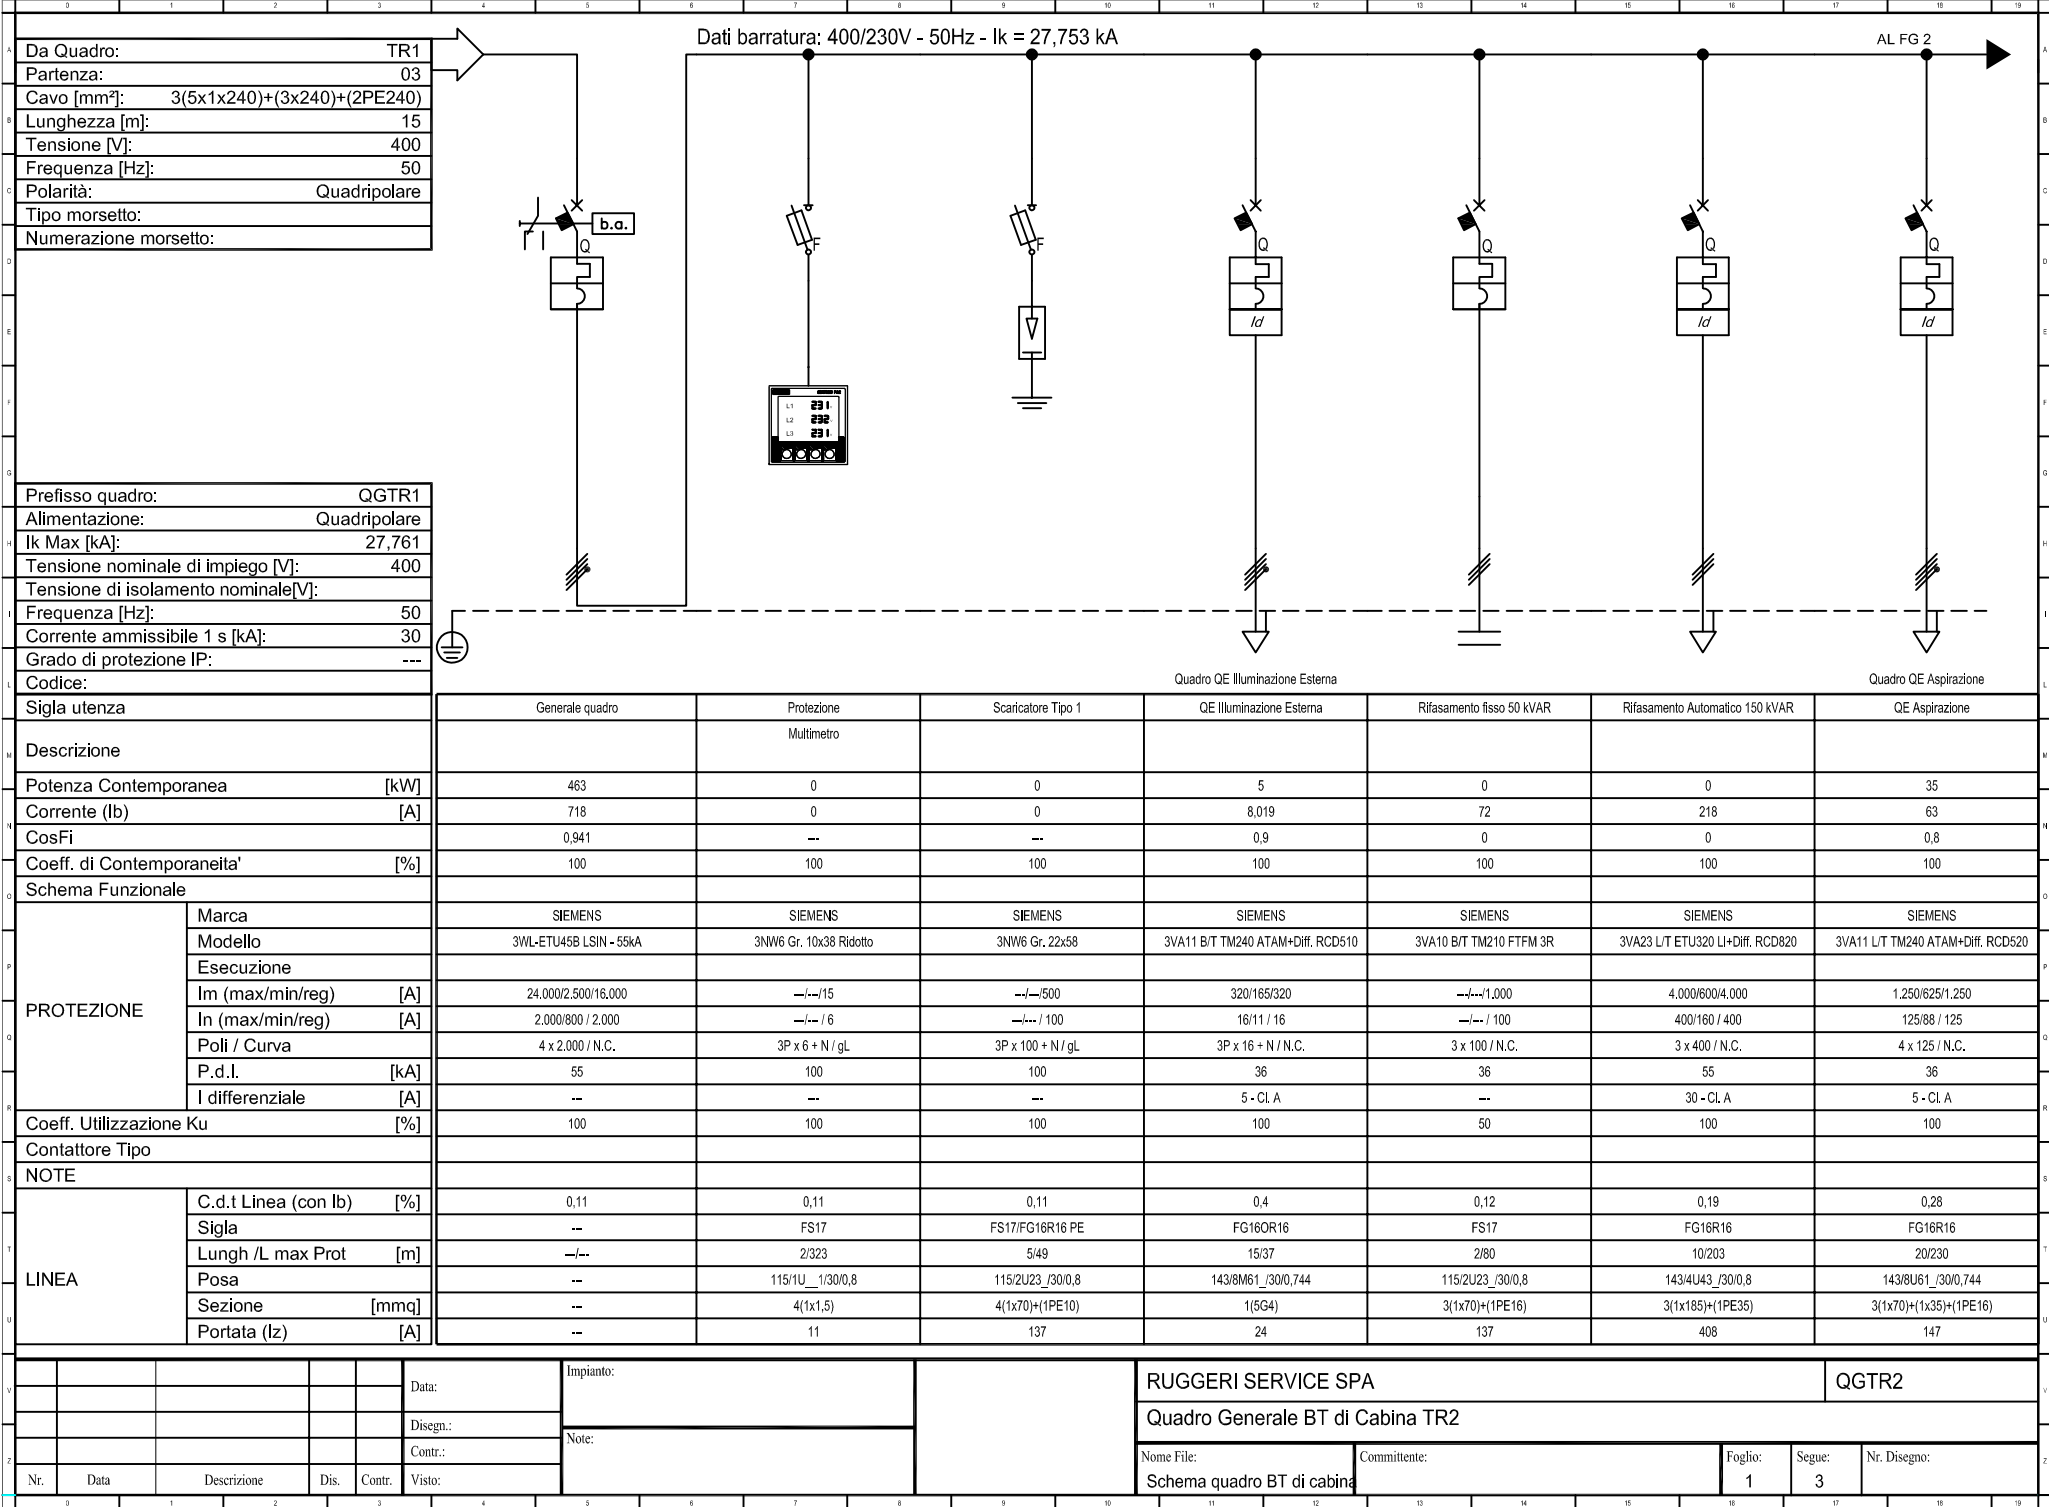 Dati barratura: 400/230V - 50Hz - Ik = 27,753 kA
AL FG 2
Da Quadro: TR1
Partenza: 03
Cavo [mm²]: 3(5x1x240)+(3x240)+(2PE240)
Lunghezza [m]: 15
Tensione [V]: 400
Frequenza [Hz]: 50
Polarità: Quadripolare
Tipo morsetto:
Numerazione morsetto:
b.a.
Q F F Q Q Q Q
Id Id Id
L1 231
L2 232
L3 231
Prefisso quadro: QGTR1
Alimentazione: Quadripolare
Ik Max [kA]: 27,761
Tensione nominale di impiego [V]: 400
Tensione di isolamento nominale[V]:
Frequenza [Hz]: 50
Corrente ammissibile 1 s [kA]: 30
Grado di protezione IP: ---
Codice:
Quadro QE Illuminazione Esterna Quadro QE Aspirazione
Sigla utenza Generale quadro Protezione Scaricatore Tipo 1 QE Illuminazione Esterna Rifasamento fisso 50 kVAR Rifasamento Automatico 150 kVAR QE Aspirazione
Descrizione Multimetro
Potenza Contemporanea [kW] 463 0 0 5 0 0 35
Corrente (Ib) [A] 718 0 0 8,019 72 218 63
CosFi 0,941 --- --- 0,9 0 0 0,8
Coeff. di Contemporaneita' [%] 100 100 100 100 100 100 100
Schema Funzionale
PROTEZIONE
Marca SIEMENS SIEMENS SIEMENS SIEMENS SIEMENS SIEMENS SIEMENS
Modello 3WL-ETU45B LSIN - 55kA 3NW6 Gr. 10x38 Ridotto 3NW6 Gr. 22x58 3VA11 B/T TM240 ATAM+Diff. RCD510 3VA10 B/T TM210 FTFM 3R 3VA23 L/T ETU320 LI+Diff. RCD820 3VA11 L/T TM240 ATAM+Diff. RCD520
Esecuzione
Im (max/min/reg) [A] 24.000/2.500/16.000 ---/---/15 ---/---/500 320/165/320 ---/---/1.000 4.000/600/4.000 1.250/625/1.250
In (max/min/reg) [A] 2.000/800 / 2.000 ---/--- / 6 ---/--- / 100 16/11 / 16 ---/--- / 100 400/160 / 400 125/88 / 125
Poli / Curva 4 x 2.000 / N.C. 3P x 6 + N / gL 3P x 100 + N / gL 3P x 16 + N / N.C. 3 x 100 / N.C. 3 x 400 / N.C. 4 x 125 / N.C.
P.d.I. [kA] 55 100 100 36 36 55 36
I differenziale [A] --- --- --- 5 - Cl. A --- 30 - Cl. A 5 - Cl. A
Coeff. Utilizzazione Ku [%] 100 100 100 100 50 100 100
Contattore Tipo
NOTE
LINEA
C.d.t Linea (con Ib) [%] 0,11 0,11 0,11 0,4 0,12 0,19 0,28
Sigla --- FS17 FS17/FG16R16 PE FG16OR16 FS17 FG16R16 FG16R16
Lungh /L max Prot [m] ---/--- 2/323 5/49 15/37 2/80 10/203 20/230
Posa --- 115/1U__1/30/0,8 115/2U23_/30/0,8 143/8M61_/30/0,744 115/2U23_/30/0,8 143/4U43_/30/0,8 143/8U61_/30/0,744
Sezione [mmq] --- 4(1x1,5) 4(1x70)+(1PE10) 1(5G4) 3(1x70)+(1PE16) 3(1x185)+(1PE35) 3(1x70)+(1x35)+(1PE16)
Portata (Iz) [A] --- 11 137 24 137 408 147
Nr. Data Descrizione Dis. Contr.
Data:
Disegn.:
Contr.:
Visto:
Impianto:
Note:
RUGGERI SERVICE SPA QGTR2
Quadro Generale BT di Cabina TR2
Nome File: Committente: Foglio: Segue: Nr. Disegno:
Schema quadro BT di cabina 1 3